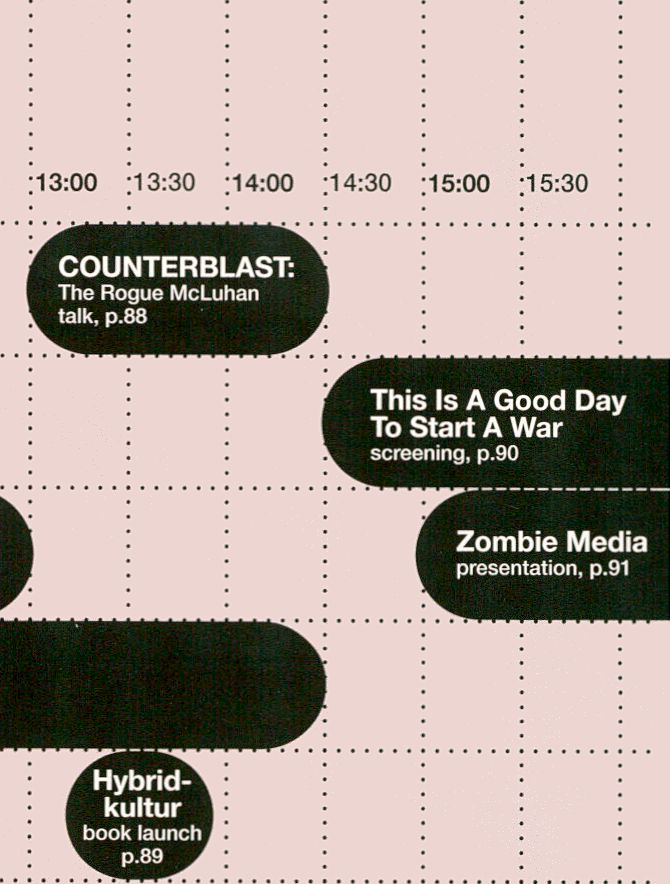 13:00 13:30 14:00 14:30 15:00 15:30
COUNTERBLAST:
The Rogue McLuhan
talk, p.88
This Is A Good Day
To Start A War
screening, p.90
Zombie Media
presentation, p.91
Hybrid-
kultur
book launch
p.89